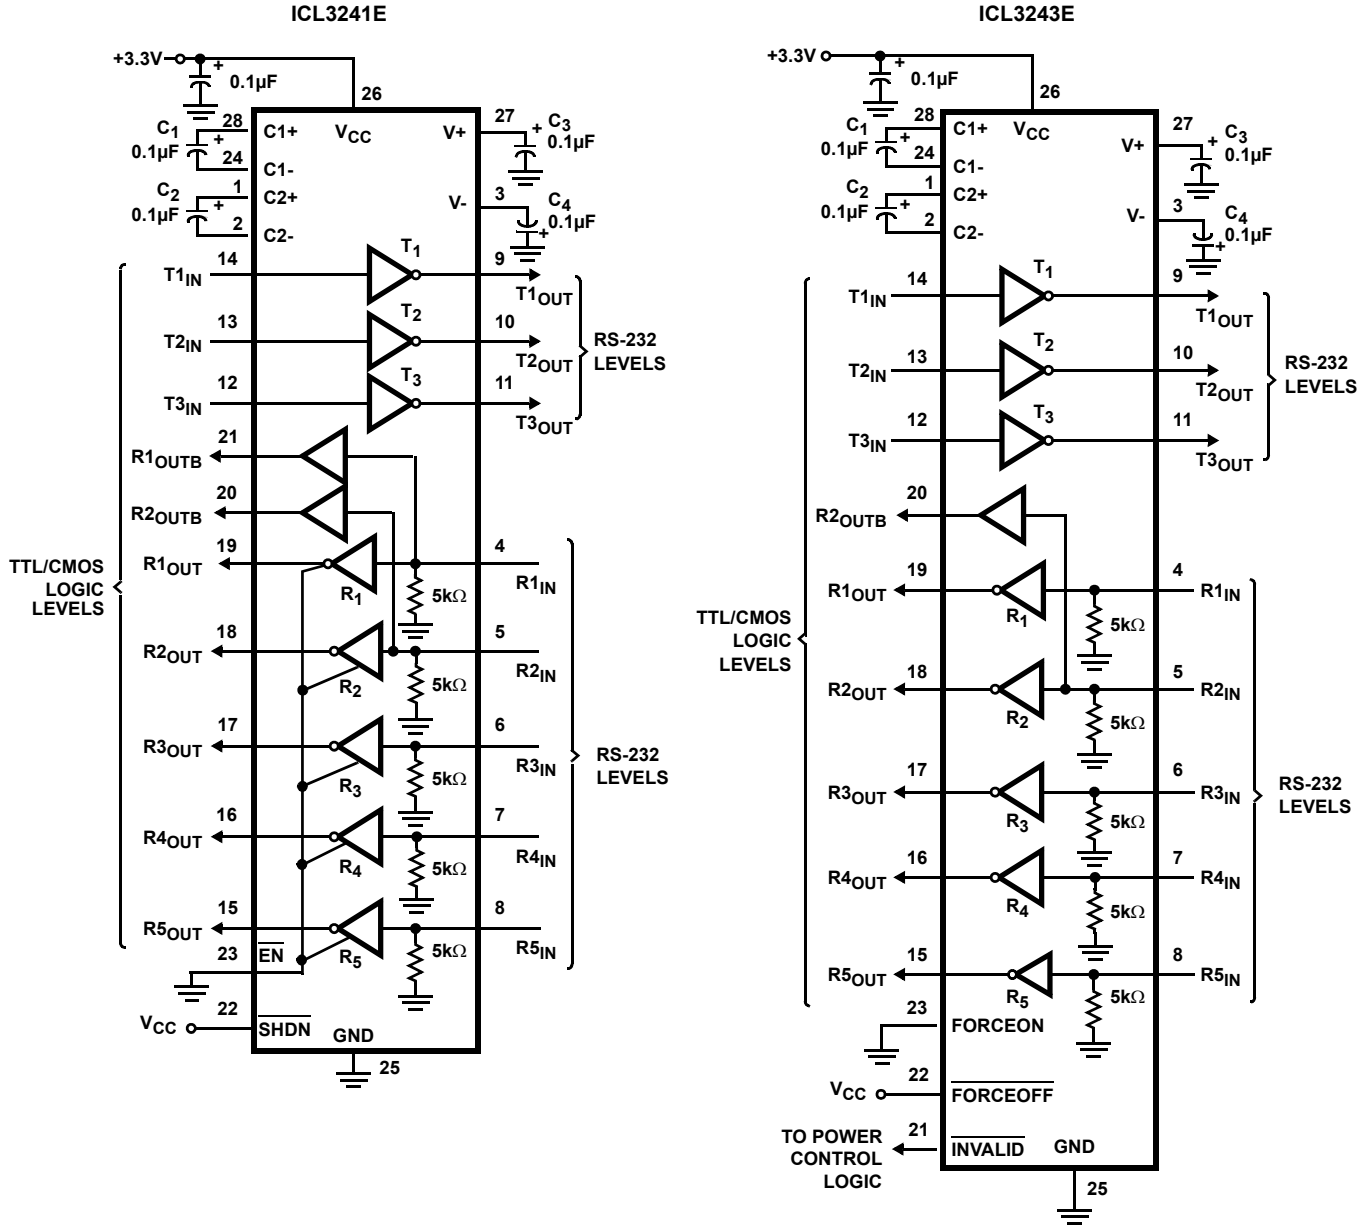 ICL3241E
+3.3V
+
0.1µF
26
C1
0.1µF
+
28
C1+
VCC
V+
27
+
C3
0.1µF
24
C1-
C2
0.1µF
+
1
C2+
V-
3
C4
0.1µF
+
2
C2-
T1IN
14
T1
9
T1OUT
T2IN
13
T2
10
T2OUT
RS-232
LEVELS
T3IN
12
T3
11
T3OUT
21
R1OUTB
20
R2OUTB
TTL/CMOS
LOGIC
LEVELS
19
R1OUT
R1
4
R1IN
5kΩ
18
R2OUT
R2
5
R2IN
5kΩ
17
R3OUT
R3
6
R3IN
5kΩ
RS-232
LEVELS
16
R4OUT
R4
7
R4IN
5kΩ
15
R5OUT
R5
8
R5IN
5kΩ
23
EN
22
VCC
SHDN
GND
25
ICL3243E
+3.3V
+
0.1µF
26
C1
0.1µF
+
28
C1+
VCC
V+
27
+
C3
0.1µF
24
C1-
C2
0.1µF
+
1
C2+
V-
3
C4
0.1µF
+
2
C2-
T1IN
14
T1
9
T1OUT
T2IN
13
T2
10
T2OUT
RS-232
LEVELS
T3IN
12
T3
11
T3OUT
20
R2OUTB
TTL/CMOS
LOGIC
LEVELS
19
R1OUT
R1
4
R1IN
5kΩ
18
R2OUT
R2
5
R2IN
5kΩ
17
R3OUT
R3
6
R3IN
5kΩ
RS-232
LEVELS
16
R4OUT
R4
7
R4IN
5kΩ
15
R5OUT
R5
8
R5IN
5kΩ
23
FORCEON
22
VCC
FORCEOFF
21
TO POWER
CONTROL
LOGIC
INVALID
GND
25